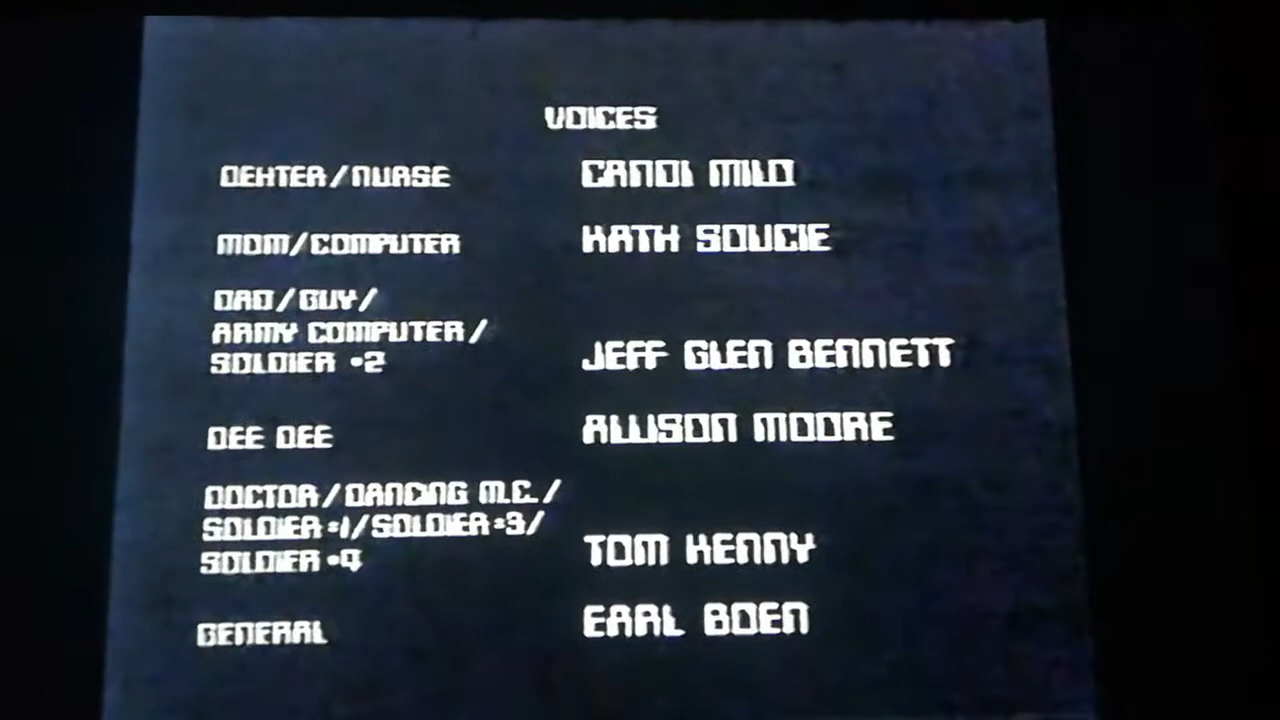 VOICES
DEXTER/NURSE CANDI MILO
MOM/COMPUTER KATH SOUCIE
DAD/GUY/
ARMY COMPUTER/
SOLDIER #2 JEFF GLEN BENNETT
DEE DEE ALLISON MOORE
DOCTOR/DANCING M.C./
SOLDIER #1/SOLDIER #3/
SOLDIER #4 TOM KENNY
GENERAL EARL BOEN